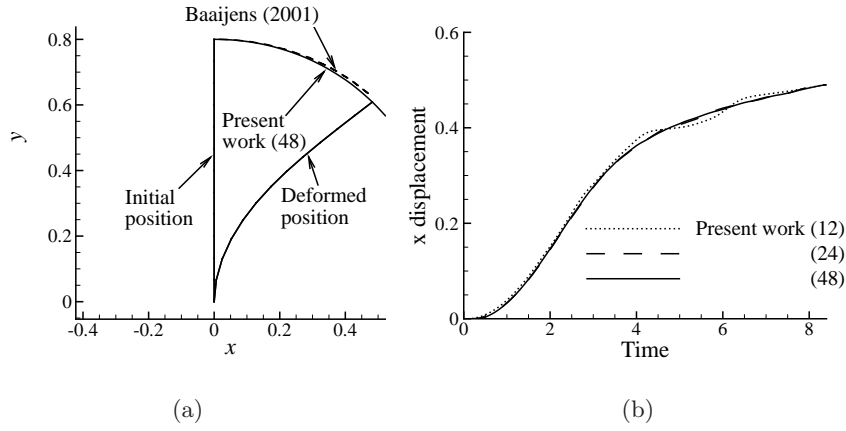 Baaijens (2001)
0.8
0.6
0.4
0.2
0
y
Present
work (48)
Initial
position
Deformed
position
-0.4
-0.2
0
0.2
0.4
x
(a)
0.6
0.4
0.2
0
x displacement
Present work (12)
(24)
(48)
0
2
4
6
8
Time
(b)